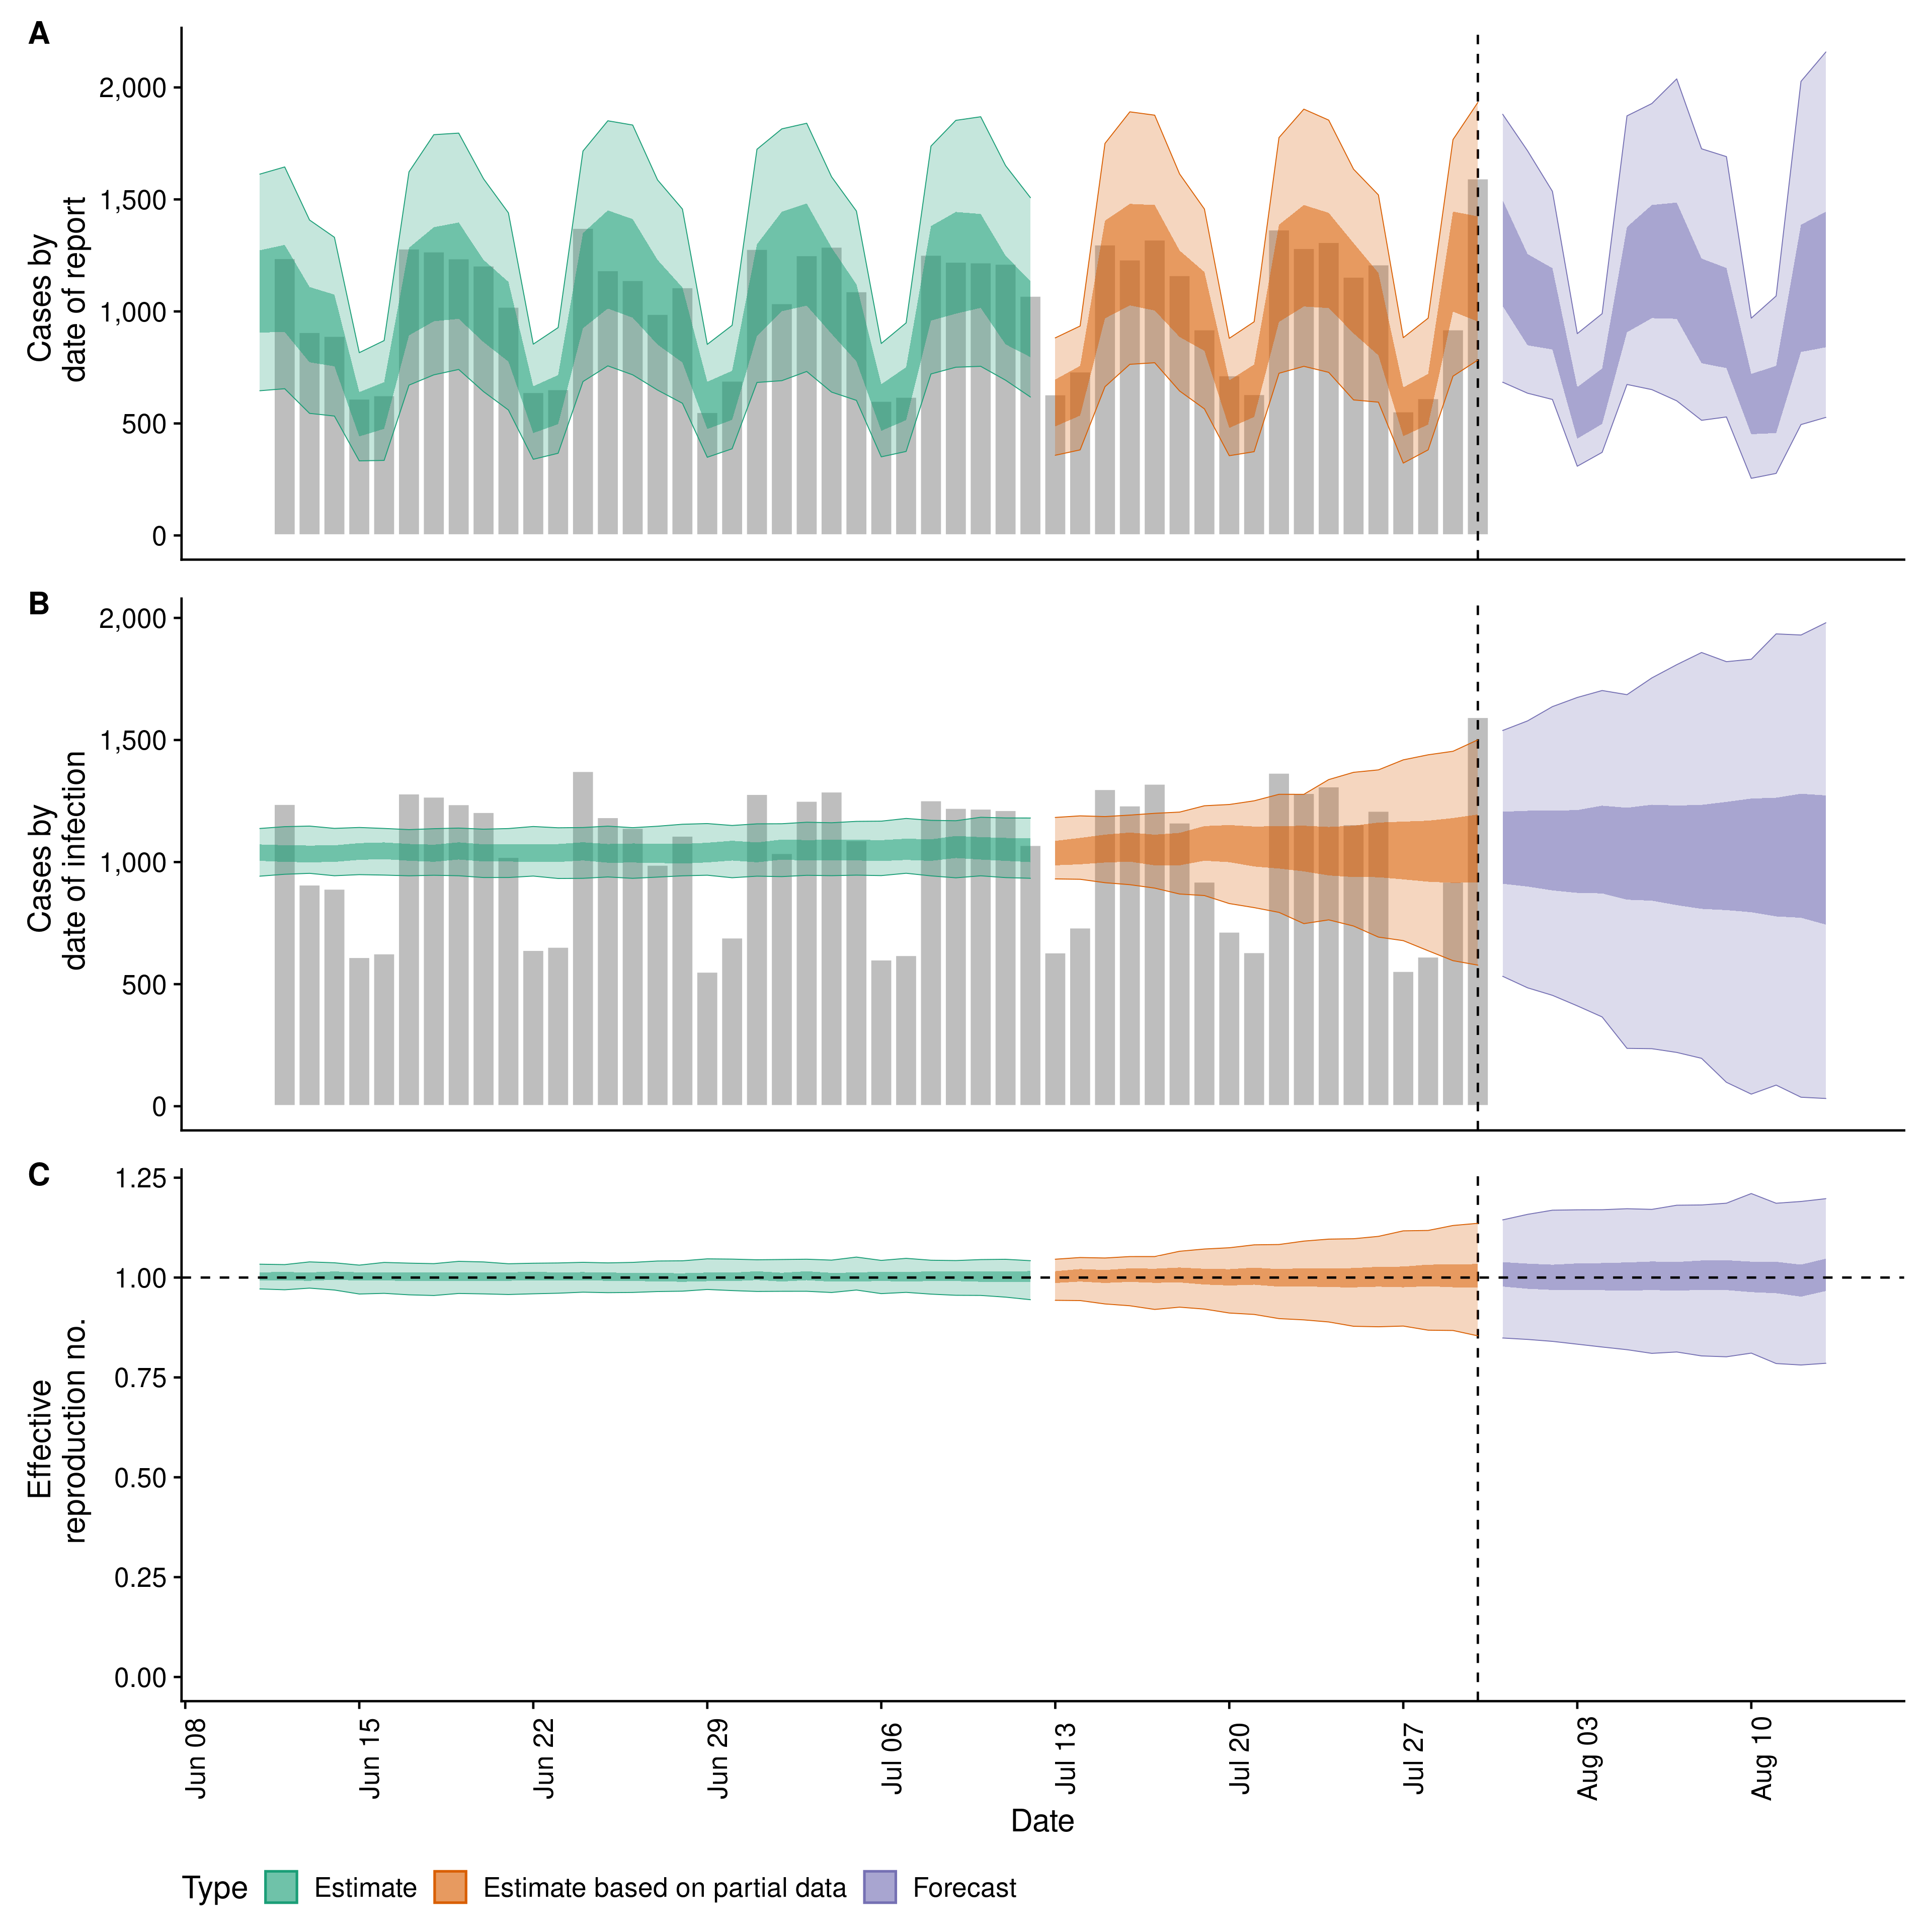 A
Cases by
date of report
2,000
1,500
1,000
500
0
B
Cases by
date of infection
2,000
1,500
1,000
500
0
C
Effective
reproduction no.
1.25
1.00
0.75
0.50
0.25
0.00
Jun 08
Jun 15
Jun 22
Jun 29
Jul 06
Jul 13
Jul 20
Jul 27
Aug 03
Aug 10
Date
Type Estimate Estimate based on partial data Forecast